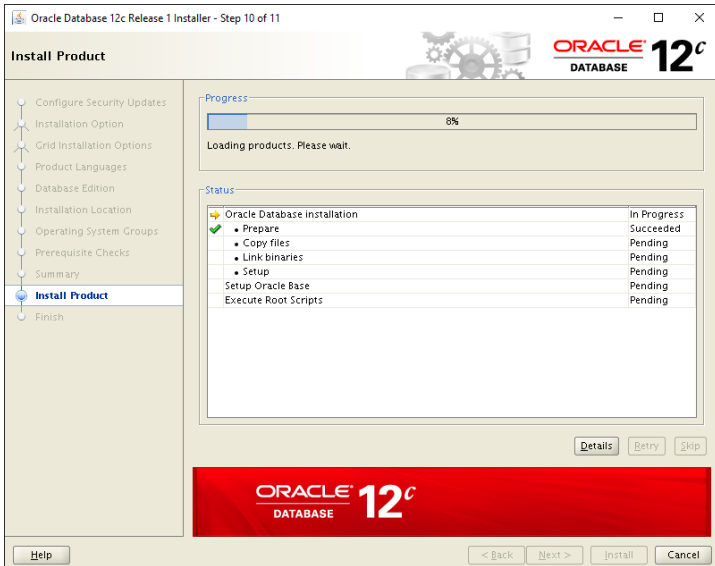 Oracle Database 12c Release 1 Installer - Step 10 of 11
Install Product
ORACLE
DATABASE
12c
Configure Security Updates
Installation Option
Grid Installation Options
Product Languages
Database Edition
Installation Location
Operating System Groups
Prerequisite Checks
Summary
Install Product
Finish
Progress
8%
Loading products. Please wait.
Status
Oracle Database installation In Progress
• Prepare Succeeded
• Copy files Pending
• Link binaries Pending
• Setup Pending
Setup Oracle Base Pending
Execute Root Scripts Pending
Details Retry Skip
ORACLE
DATABASE
12c
Help < Back Next > Install Cancel